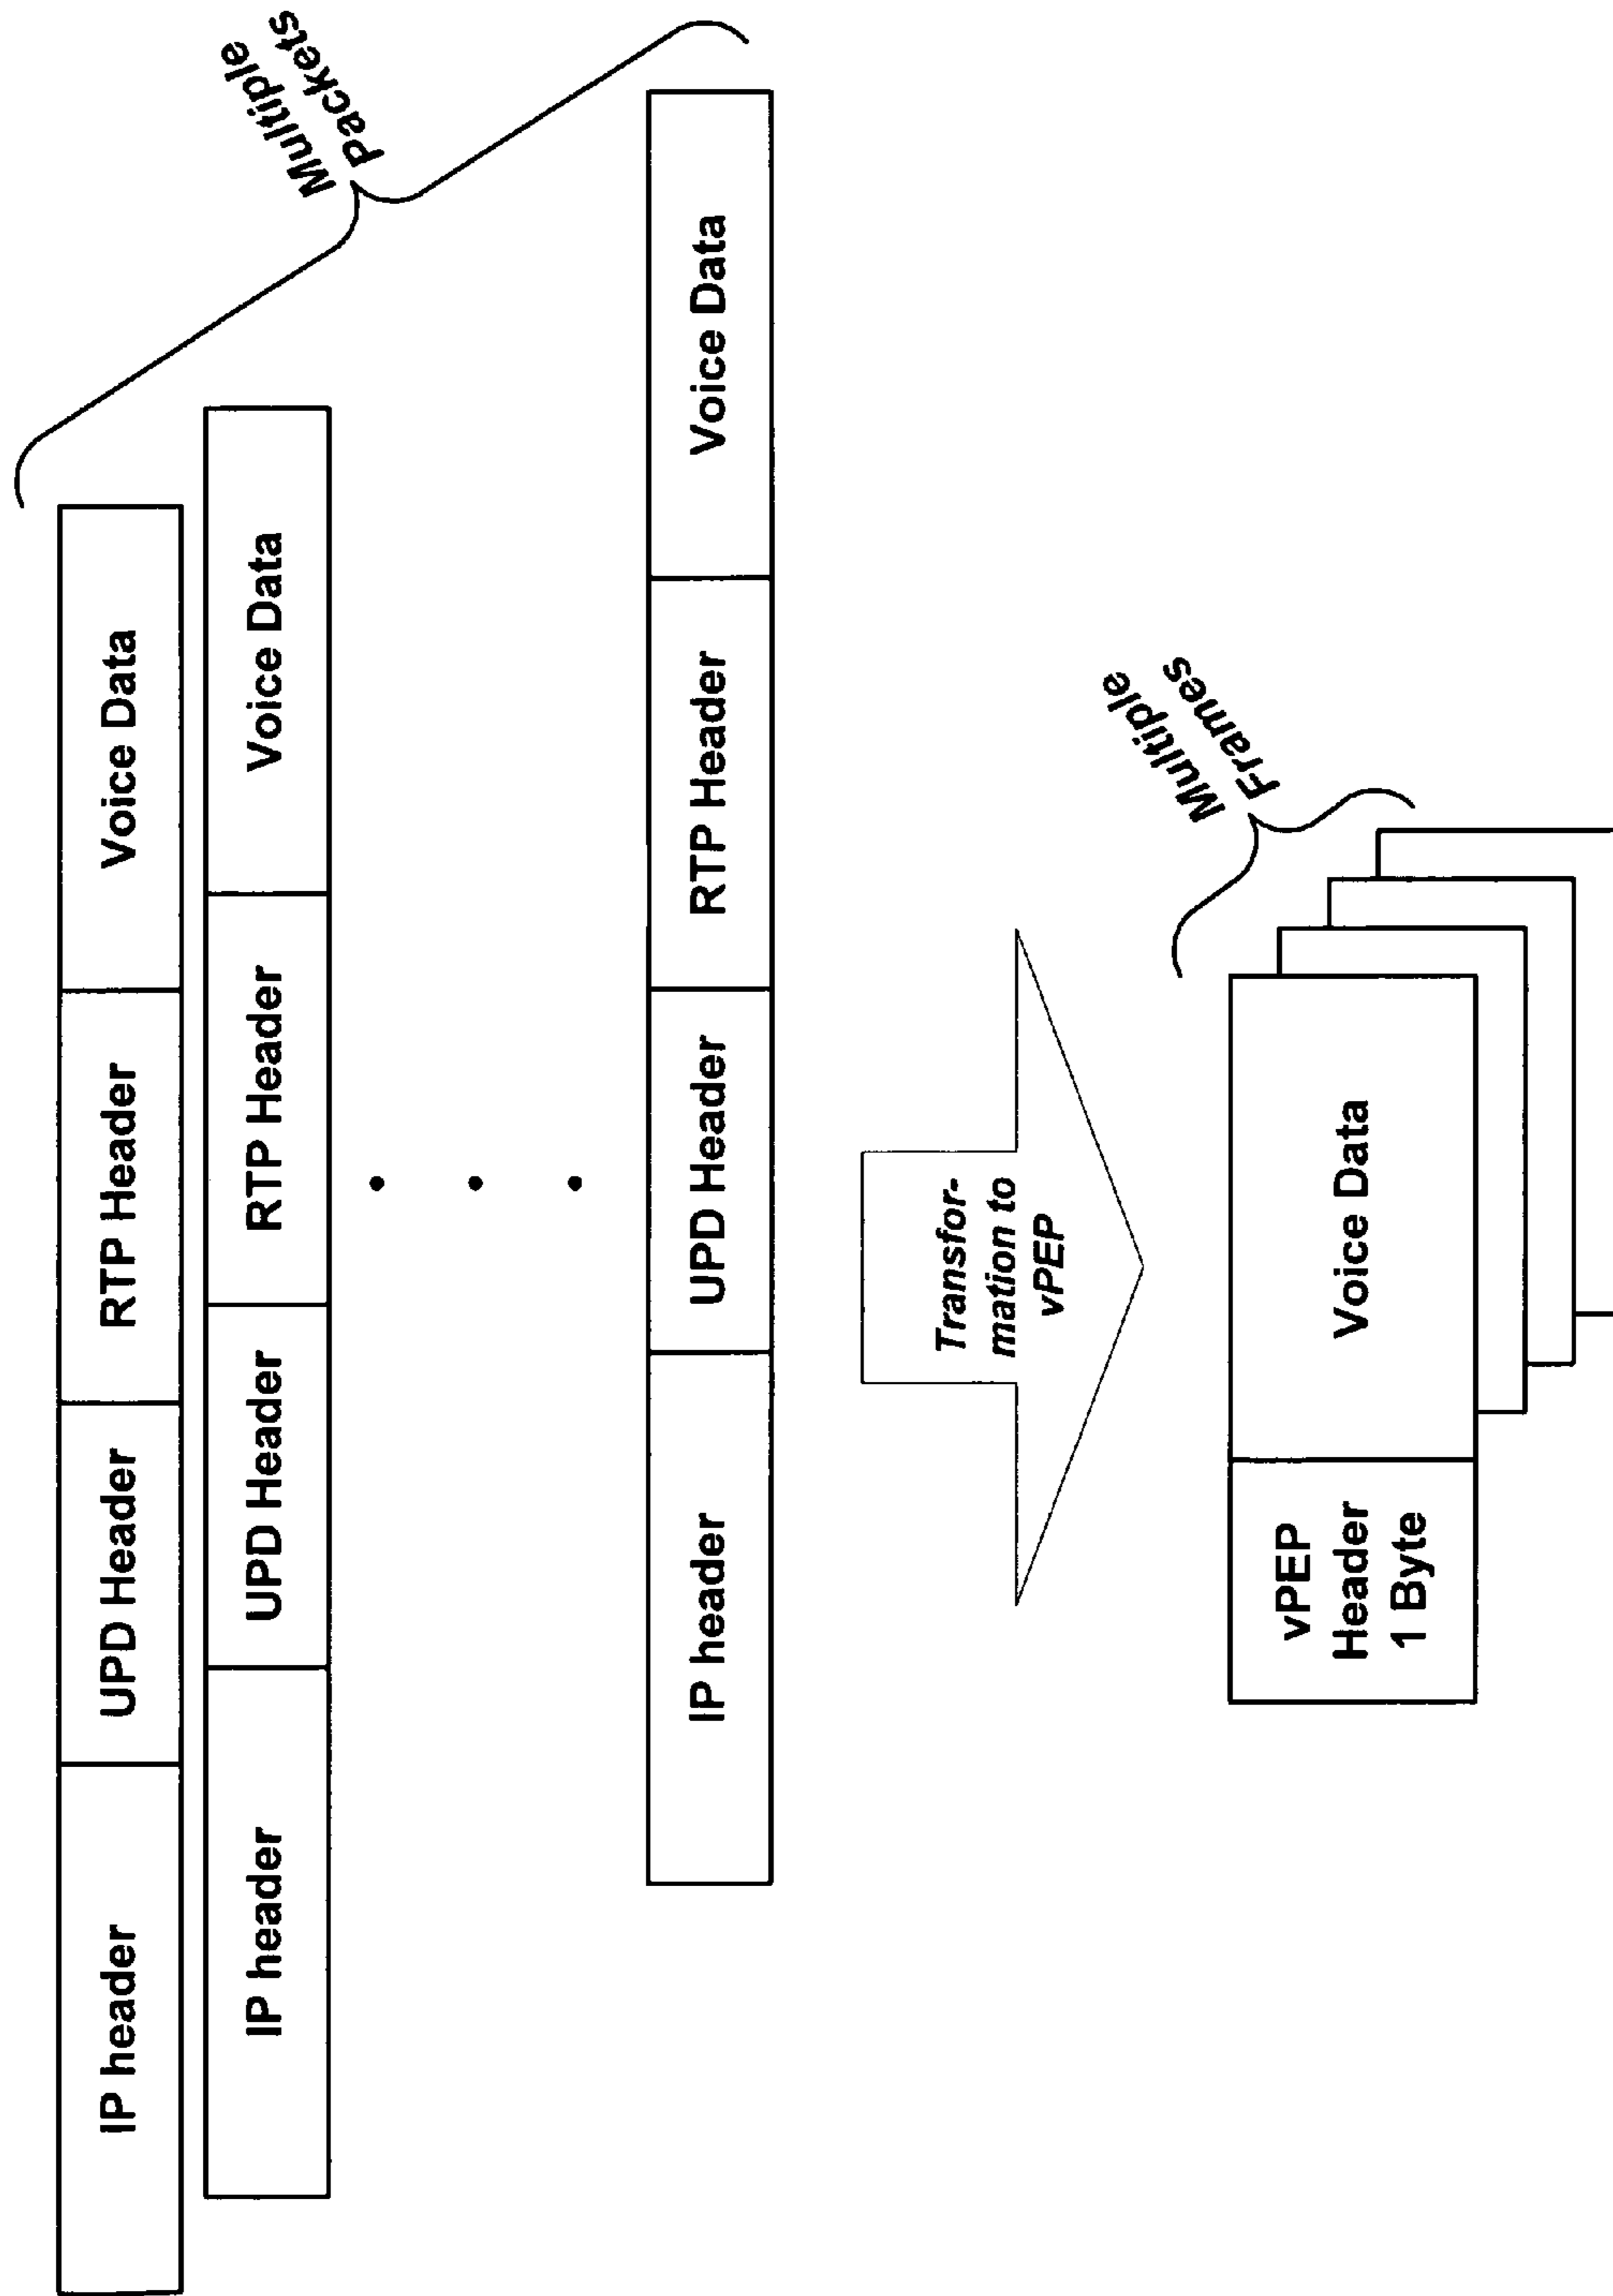 Multiple
Packets
IP header UPD Header RTP Header Voice Data
IP header UPD Header RTP Header Voice Data
IP header UPD Header RTP Header Voice Data
Transfor-
mation to
vPEP
Multiple
Frames
vPEP
Header
1 Byte
Voice Data